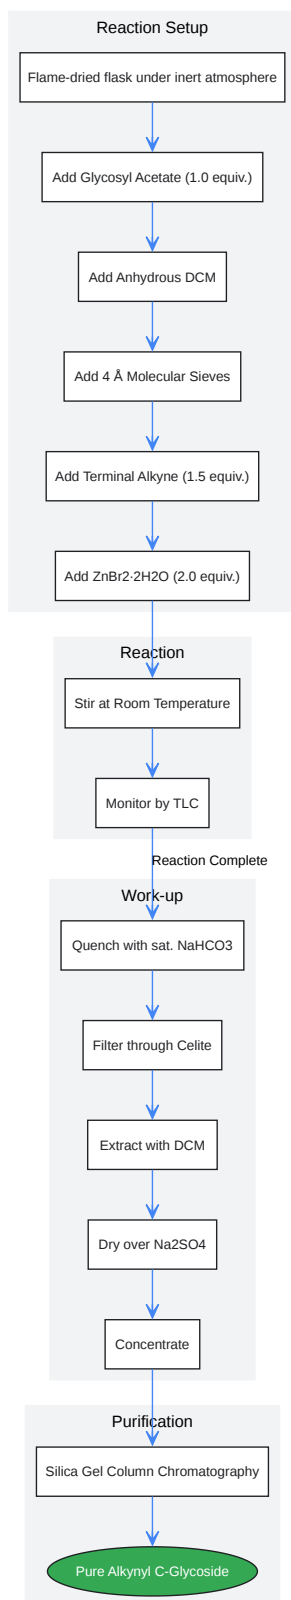 Reaction Setup
Flame-dried flask under inert atmosphere
Add Glycosyl Acetate (1.0 equiv.)
Add Anhydrous DCM
Add 4 Å Molecular Sieves
Add Terminal Alkyne (1.5 equiv.)
Add ZnBr2·2H2O (2.0 equiv.)
Reaction
Stir at Room Temperature
Monitor by TLC
Reaction Complete
Work-up
Quench with sat. NaHCO3
Filter through Celite
Extract with DCM
Dry over Na2SO4
Concentrate
Purification
Silica Gel Column Chromatography
Pure Alkynyl C-Glycoside